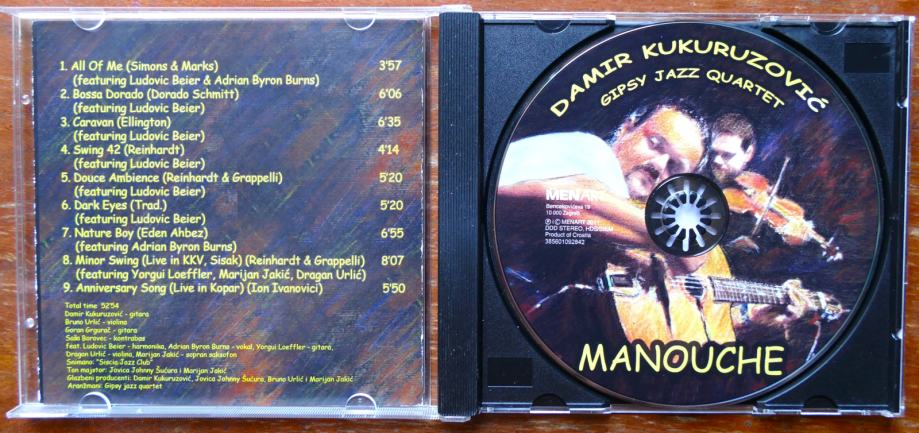 1. All Of Me (Simons & Marks) 3'57
(featuring Ludovic Beier & Adrian Byron Burns)
2. Bossa Dorado (Dorado Schmitt) 6'06
(featuring Ludovic Beier)
3. Caravan (Ellington) 6'35
(featuring Ludovic Beier)
4. Swing 42 (Reinhardt) 4'14
(featuring Ludovic Beier)
5. Douce Ambience (Reinhardt & Grappelli) 5'20
(featuring Ludovic Beier)
6. Dark Eyes (Trad.) 5'20
(featuring Ludovic Beier)
7. Nature Boy (Eden Ahbez) 6'55
(featuring Adrian Byron Burns)
8. Minor Swing (Live in KKV, Sisak) (Reinhardt & Grappelli) 8'07
(featuring Yorgui Loeffler, Marijan Jakić, Dragan Urlić)
9. Anniversary Song (Live in Kopar) (Ion Ivanovici) 5'50
Total time 52'54
Damir Kukuruzović - gitara
Bruno Urlić - violina
Goran Grgurač - gitara
Saša Borovec - kontrabas
feat. Ludovic Beier - harmonika, Adrian Byron Burns - vokal, Yorgui Loeffler - gitara,
Dragan Urlić - violina, Marijan Jakić - sopran saksofon
Snimano: "Siscia Jazz Club"
Ton majstor: Jovica Johnny Šućura i Marijan Jakić
Glazbeni producenti: Damir Kukuruzović, Jovica Johnny Šućura, Bruno Urlić i Marijan Jakić
Aranžmani: Gipsy jazz quartet
DAMIR KUKURUZOVIĆ
GIPSY JAZZ QUARTET
MENART
Bencekovićeva 19
10 000 Zagreb
℗ i © MENART 2011
DDD STEREO, HDS/ZAMP
Product of Croatia
385601092842
MANOUCHE